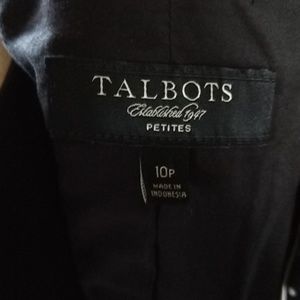 TALBOTS
Established 1947
PETITES
10P
MADE IN
INDONESIA